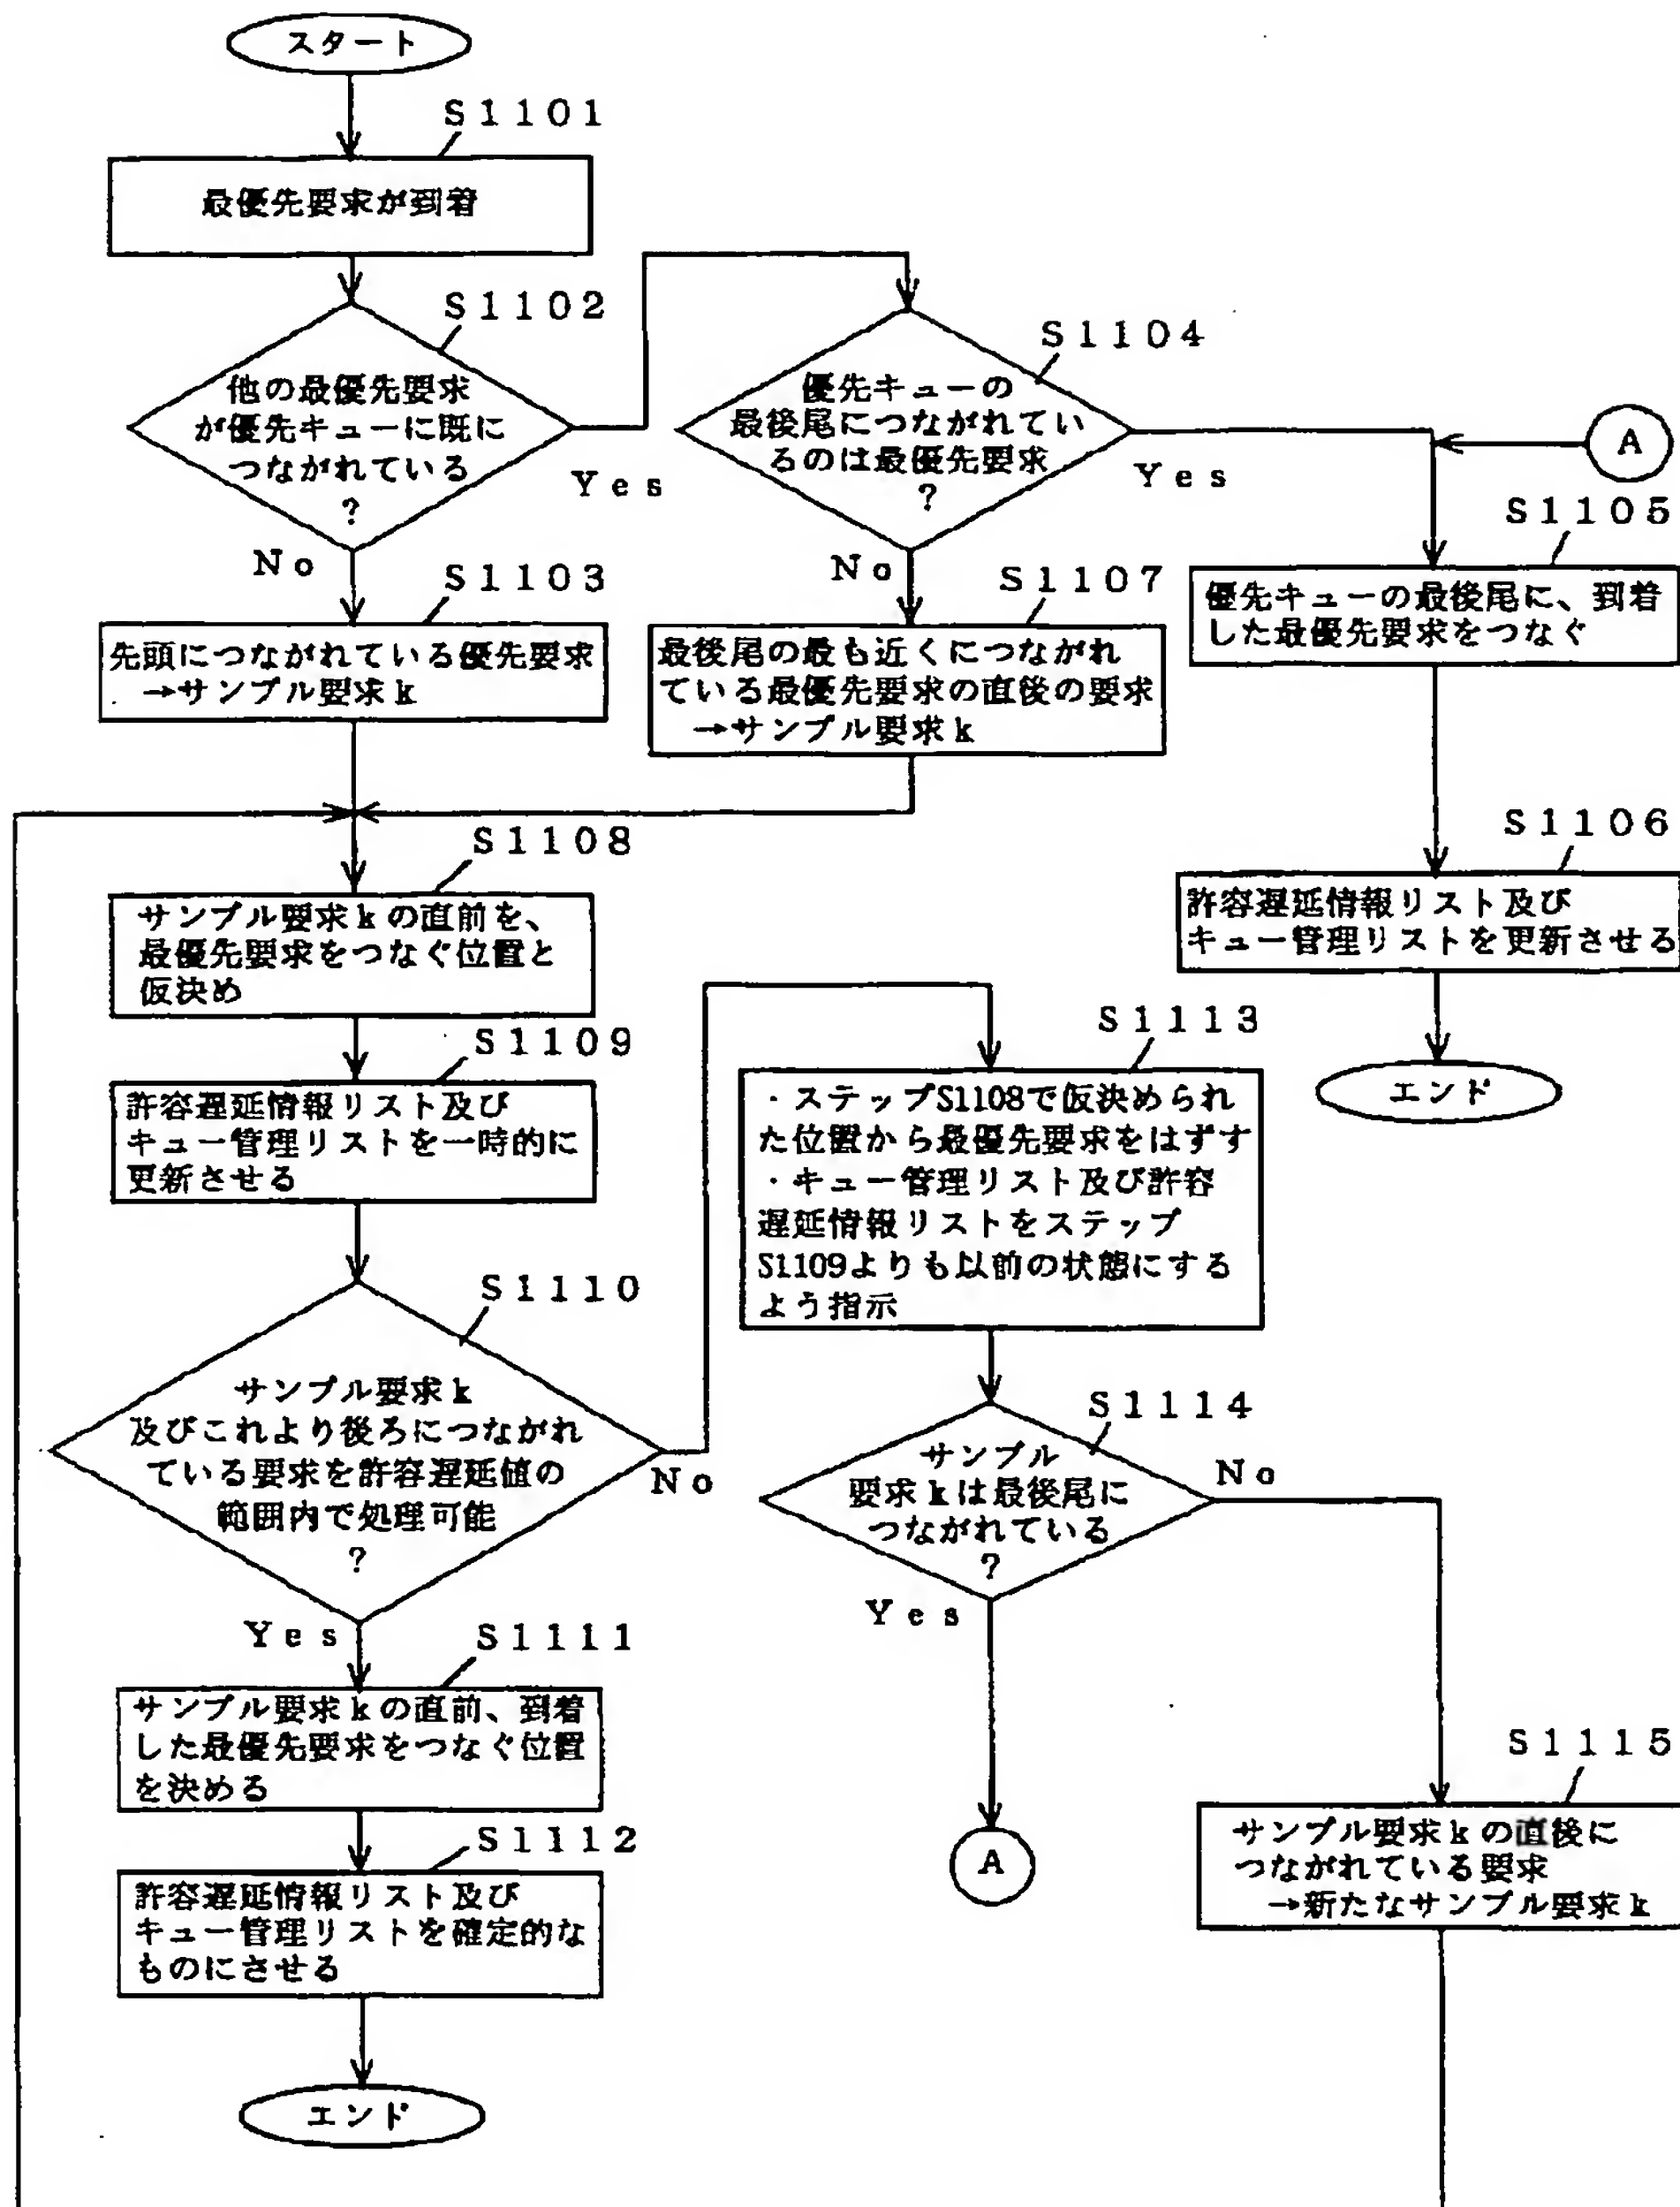 スタート
S1101
最優先要求が到着
S1102
他の最優先要求
が優先キューに既に
つながれている
?
Yes
No
S1104
優先キューの
最後尾につながれてい
るのは最優先要求
?
Yes
No
A
S1105
優先キューの最後尾に、到着
した最優先要求をつなぐ
S1103
先頭につながれている優先要求
→サンプル要求k
S1107
最後尾の最も近くにつながれ
ている最優先要求の直後の要求
→サンプル要求k
S1106
許容遅延情報リスト及び
キュー管理リストを更新させる
エンド
S1108
サンプル要求kの直前を、
最優先要求をつなぐ位置と
仮決め
S1109
許容遅延情報リスト及び
キュー管理リストを一時的に
更新させる
S1110
サンプル要求k
及びこれより後ろにつながれ
ている要求を許容遅延値の
範囲内で処理可能
?
No
Yes
S1113
・ステップS1108で仮決められ
た位置から最優先要求をはずす
・キュー管理リスト及び許容
遅延情報リストをステップ
S1109よりも以前の状態にする
よう指示
S1114
サンプル
要求kは最後尾に
つながれている
?
No
Yes
A
S1111
サンプル要求kの直前、到着
した最優先要求をつなぐ位置
を決める
S1112
許容遅延情報リスト及び
キュー管理リストを確定的な
ものにさせる
エンド
S1115
サンプル要求kの直後に
つながれている要求
→新たなサンプル要求k